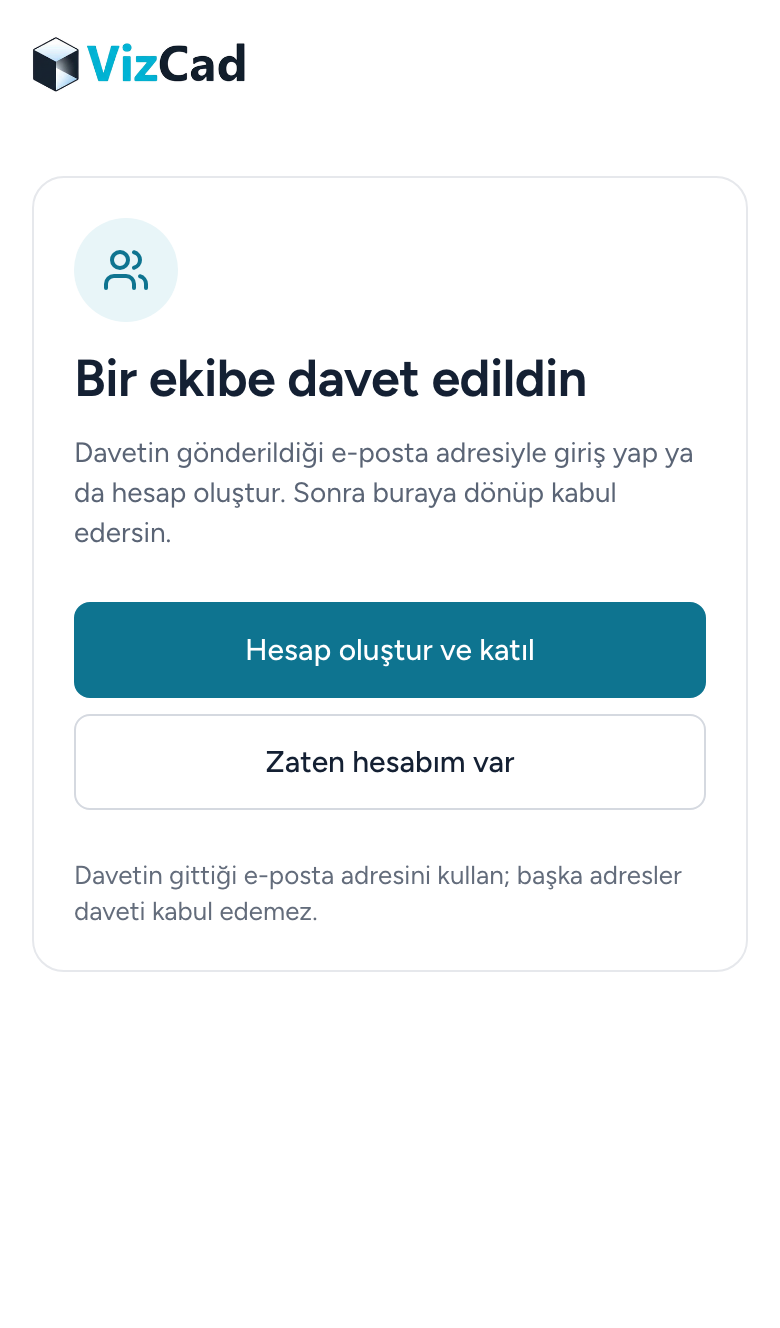 VizCad
Bir ekibe davet edildin
Davetin gönderildiği e-posta adresiyle giriş yap ya
da hesap oluştur. Sonra buraya dönüp kabul
edersin.
Hesap oluştur ve katıl
Zaten hesabım var
Davetin gittiği e-posta adresini kullan; başka adresler
daveti kabul edemez.